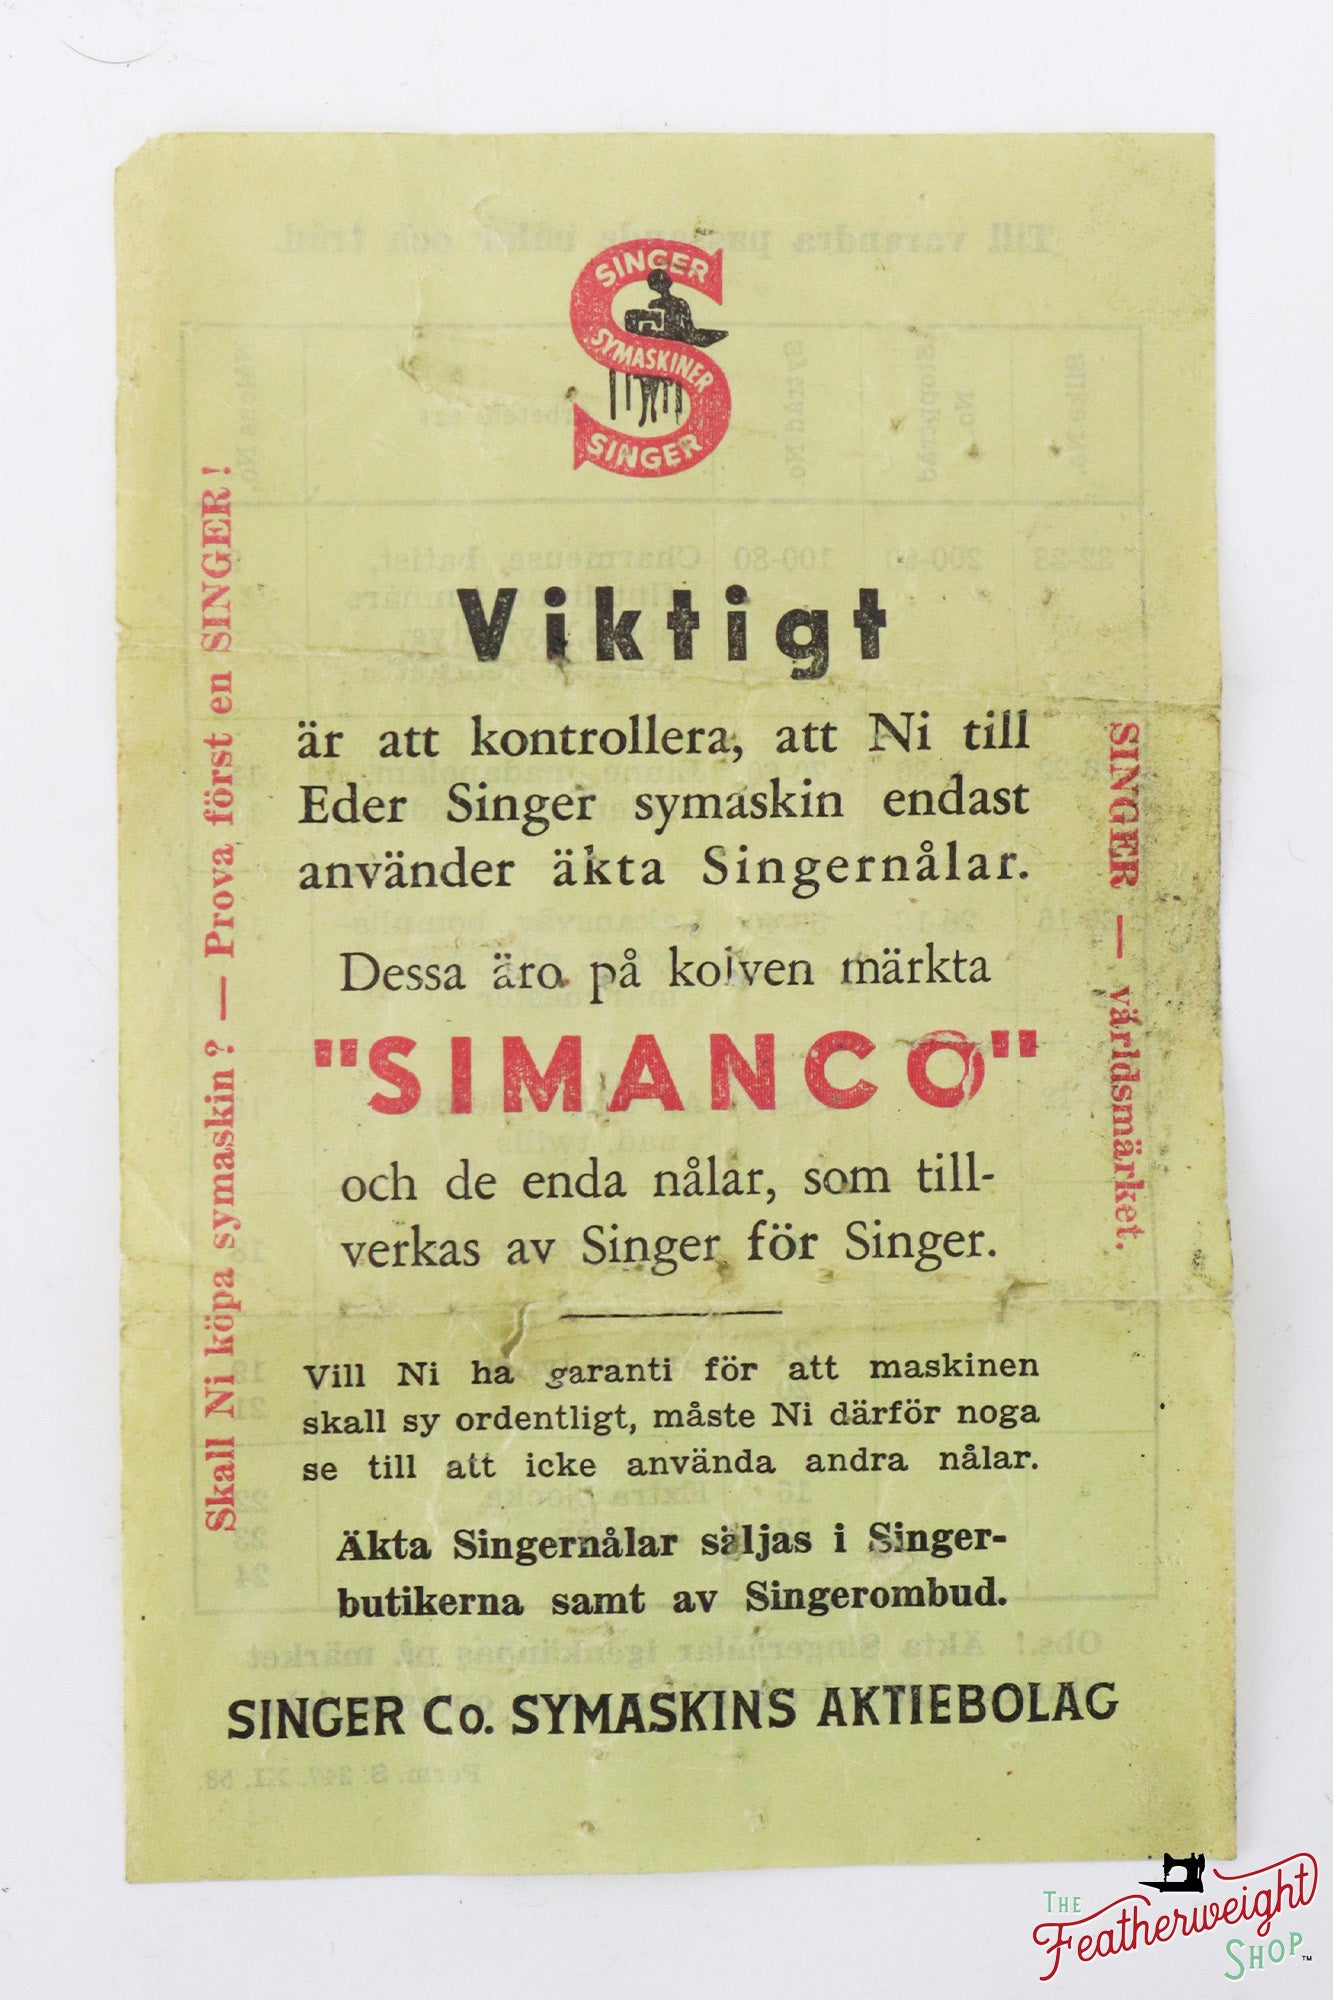 SINGER
SYMASKINER
SINGER
Viktigt
är att kontrollera, att Ni till
Eder Singer symaskin endast
använder äkta Singernålar.
Dessa äro på kolven märkta
"SIMANCO"
och de enda nålar, som till-
verkas av Singer för Singer.
Vill Ni ha garanti för att maskinen
skall sy ordentligt, måste Ni därför noga
se till att icke använda andra nålar.
Äkta Singernålar säljas i Singer-
butikerna samt av Singerombud.
SINGER Co. SYMASKINS AKTIEBOLAG
Skall Ni köpa symaskin? — Prova först en SINGER!
SINGER — världsmärket.
THE
Featherweight
SHOP™